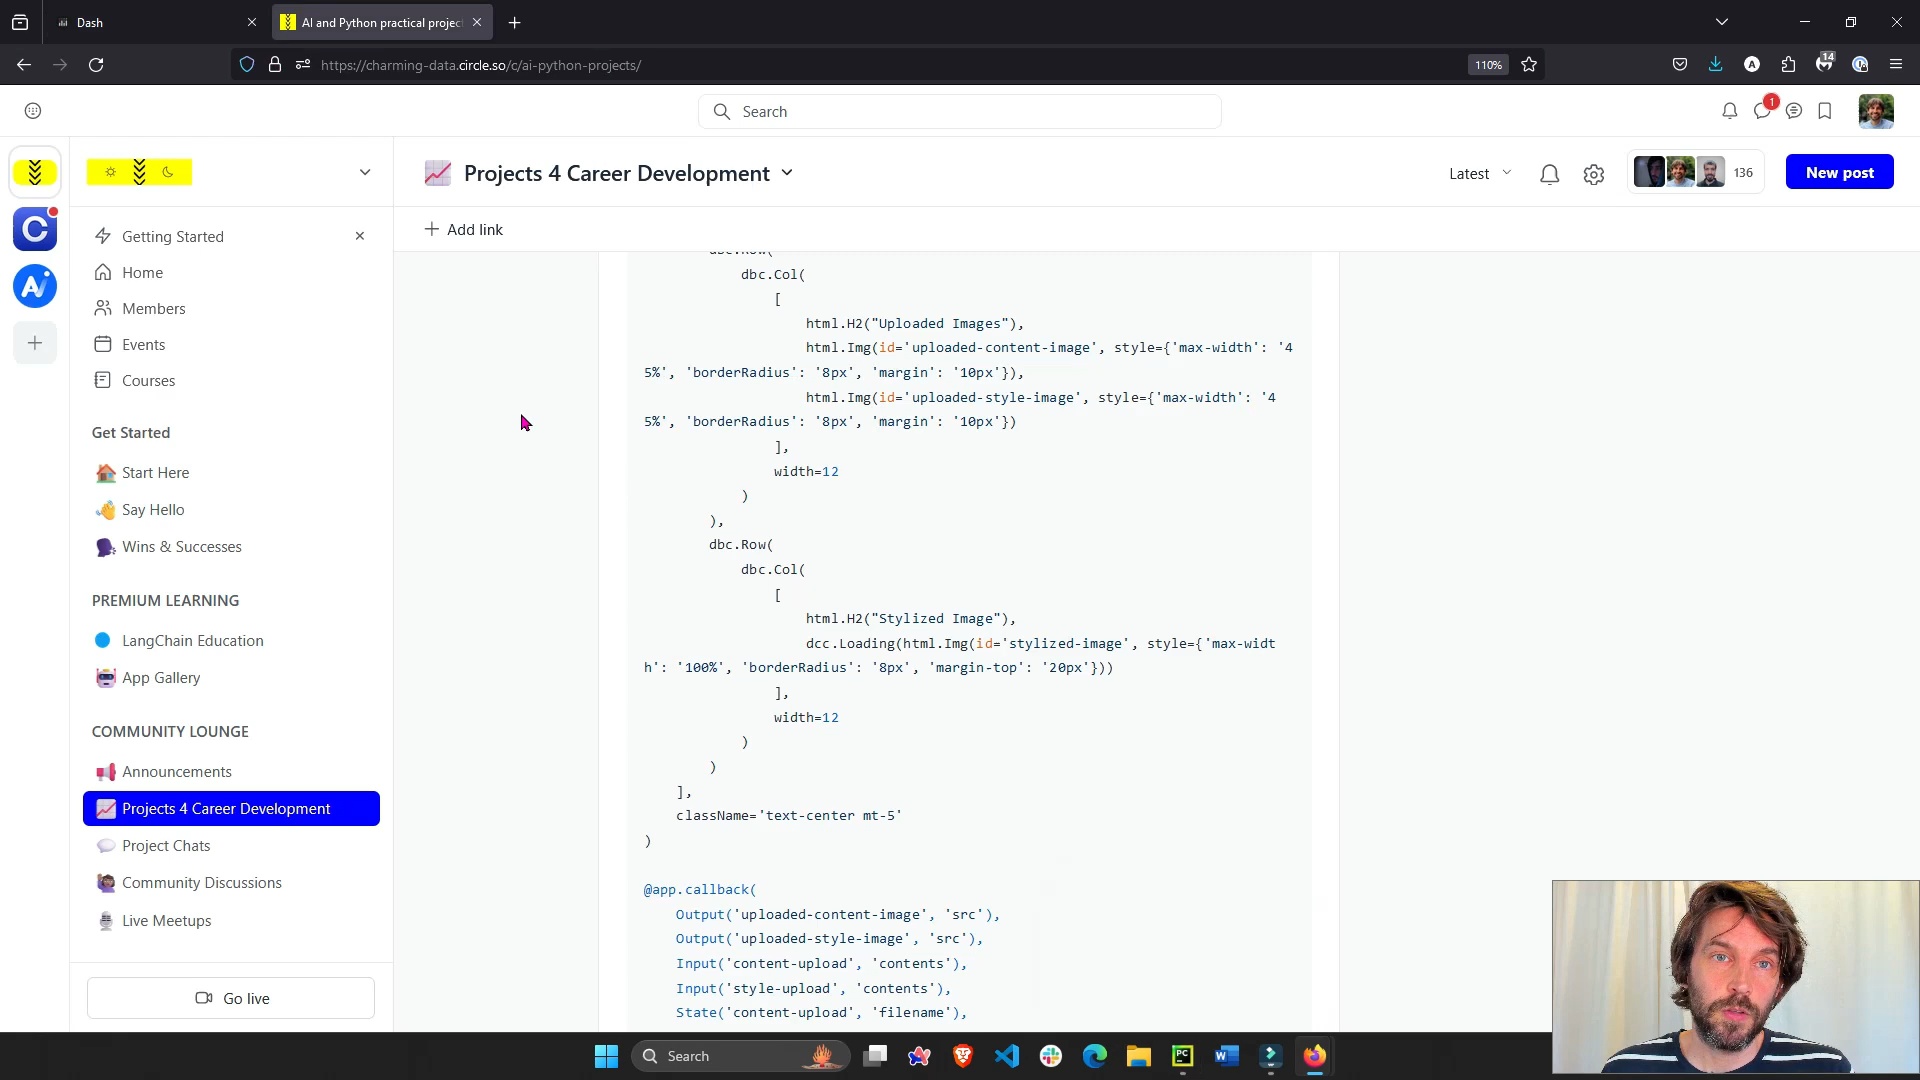 Dash
AI and Python practical projec
https://charming-data.circle.so/c/ai-python-projects/
110%
14
Search
1
Projects 4 Career Development
Latest
136
New post
Add link
Getting Started
Home
Members
Events
Courses
Get Started
Start Here
Say Hello
Wins & Successes
PREMIUM LEARNING
LangChain Education
App Gallery
COMMUNITY LOUNGE
Announcements
Projects 4 Career Development
Project Chats
Community Discussions
Live Meetups
Go live
dbc.Row(
dbc.Col(
[
html.H2("Uploaded Images"),
html.Img(id='uploaded-content-image', style={'max-width': '4
5%', 'borderRadius': '8px', 'margin': '10px'}),
html.Img(id='uploaded-style-image', style={'max-width': '4
5%', 'borderRadius': '8px', 'margin': '10px'})
],
width=12
)
),
dbc.Row(
dbc.Col(
[
html.H2("Stylized Image"),
dcc.Loading(html.Img(id='stylized-image', style={'max-widt
h': '100%', 'borderRadius': '8px', 'margin-top': '20px'}))
],
width=12
)
)
],
className='text-center mt-5'
)
@app.callback(
Output('uploaded-content-image', 'src'),
Output('uploaded-style-image', 'src'),
Input('content-upload', 'contents'),
Input('style-upload', 'contents'),
State('content-upload', 'filename'),
Search